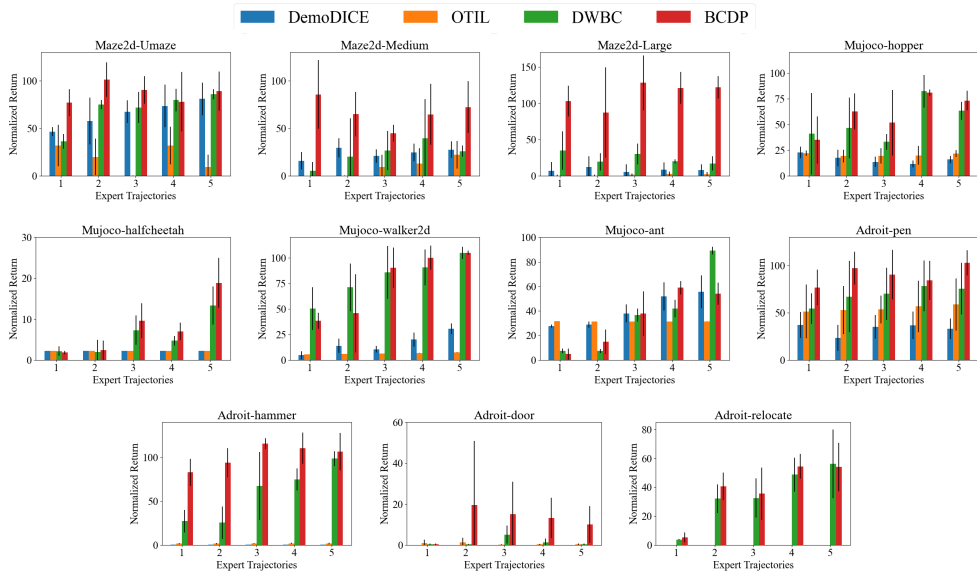 DemoDICE OTIL DWBC BCDP
Maze2d-Umaze Maze2d-Medium Maze2d-Large Mujoco-hopper
Normalized Return
0 50 100
1 2 3 4 5
Expert Trajectories
Normalized Return
0 50 100
1 2 3 4 5
Expert Trajectories
Normalized Return
0 50 100 150
1 2 3 4 5
Expert Trajectories
Normalized Return
0 25 50 75 100
1 2 3 4 5
Expert Trajectories
Mujoco-halfcheetah Mujoco-walker2d Mujoco-ant Adroit-pen
Normalized Return
0 10 20 30
1 2 3 4 5
Expert Trajectories
Normalized Return
0 25 50 75 100
1 2 3 4 5
Expert Trajectories
Normalized Return
0 20 40 60 80 100
1 2 3 4 5
Expert Trajectories
Normalized Return
0 50 100
1 2 3 4 5
Expert Trajectories
Adroit-hammer Adroit-door Adroit-relocate
Normalized Return
0 50 100
1 2 3 4 5
Expert Trajectories
Normalized Return
0 20 40 60
1 2 3 4 5
Expert Trajectories
Normalized Return
0 20 40 60 80
1 2 3 4 5
Expert Trajectories